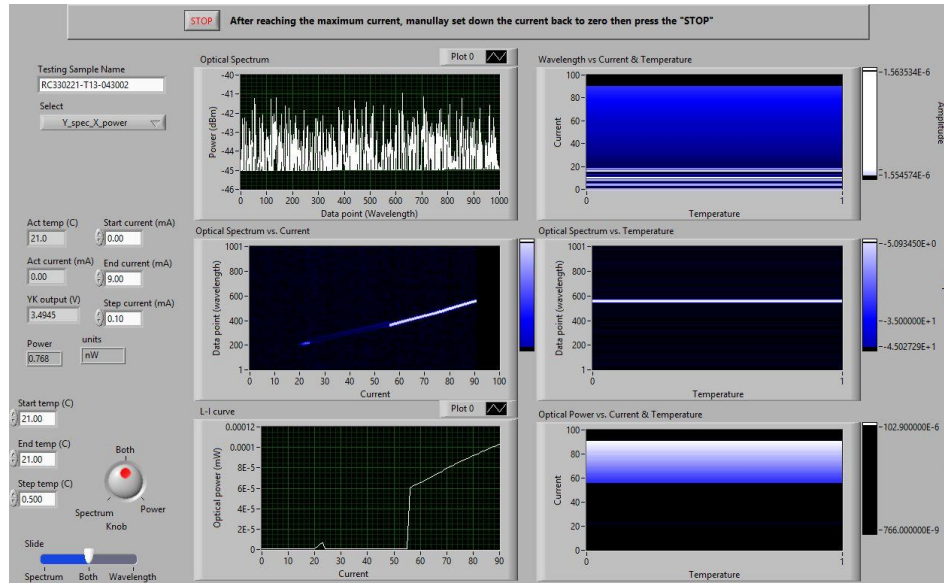 STOP After reaching the maximum current, manullay set down the current back to zero then press the "STOP"
Testing Sample Name
RC330221-T13-043002
Select
Y_spec_X_power
Act temp (C)
21.0
Start current (mA)
0.00
Act current (mA)
0.00
End current (mA)
9.00
YK output (V)
3.4945
Step current (mA)
0.10
Power
0.768
units
nW
Start temp (C)
21.00
End temp (C)
21.00
Step temp (C)
0.500
Both
Spectrum
Power
Knob
Slide
Spectrum Both Wavelength
Optical Spectrum
Plot 0
Power (dBm)
-40
-41
-42
-43
-44
-45
-46
0 100 200 300 400 500 600 700 800 900 1000
Data point (Wavelength)
Wavelength vs Current & Temperature
Current
100
80
60
40
20
0
0 1
Temperature
1.563534E-6
1.554574E-6
Amplitude
Optical Spectrum vs. Current
Data point (wavelength)
1001
800
600
400
200
1
0 10 20 30 40 50 60 70 80 90 100
Current
Optical Spectrum vs. Temperature
Data point (wavelength)
1001
800
600
400
200
1
0 1
Temperature
-5.093450E+0
-3.500000E+1
-4.502729E+1
L-I curve
Plot 0
Optical power (mW)
0.00012
0.0001
8E-5
6E-5
4E-5
2E-5
0
0 10 20 30 40 50 60 70 80 90
Current
Optical Power vs. Current & Temperature
Current
100
80
60
40
20
0
0 1
Temperature
102.900000E-6
766.000000E-9